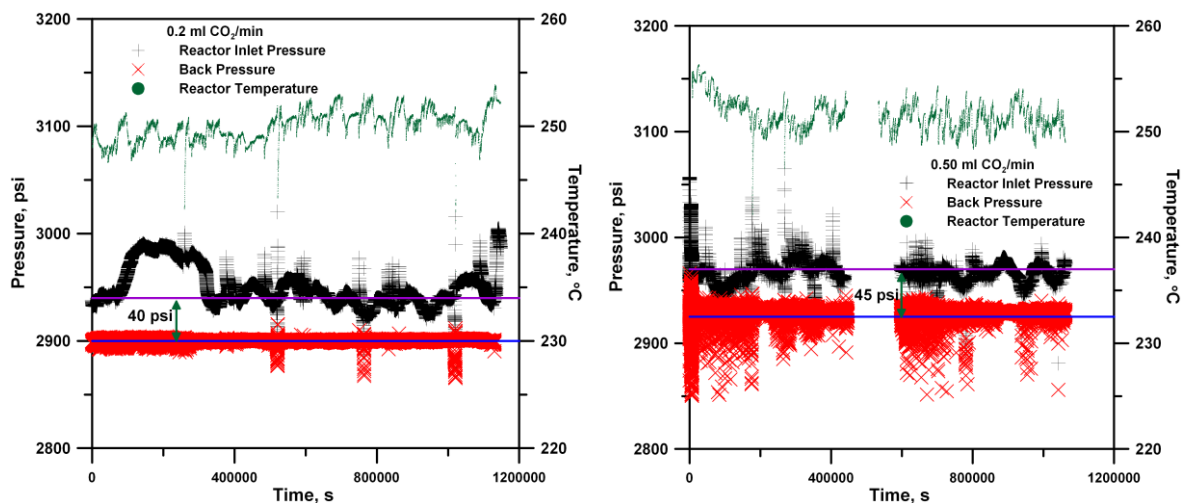 3200
3100
3000
2900
2800
Pressure, psi
0.2 ml CO₂/min
Reactor Inlet Pressure
Back Pressure
Reactor Temperature
40 psi
260
250
240
230
220
Temperature, °C
0 400000 800000 1200000
Time, s
3200
3100
3000
2900
2800
Pressure, psi
0.50 ml CO₂/min
Reactor Inlet Pressure
Back Pressure
Reactor Temperature
45 psi
260
250
240
230
220
Temperature, °C
0 400000 800000 1200000
Time, s